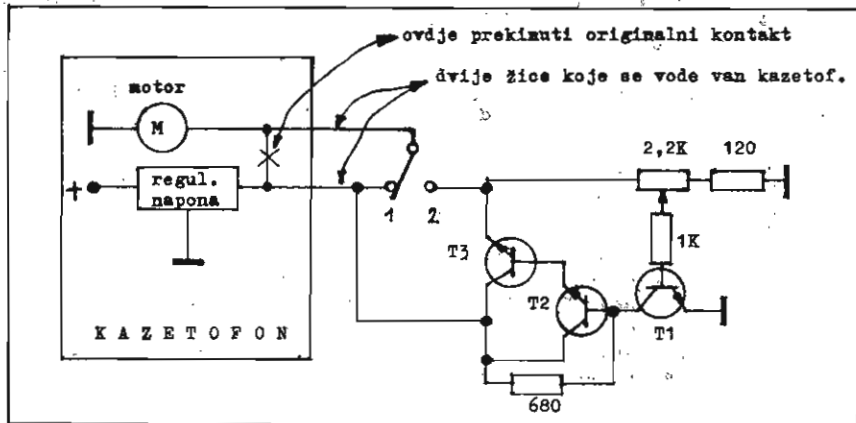 ovdje prekinuti originalni kontakt
dvije žice koje se vode van kazetof.
motor
M
2,2K 120
+
regul.
napona
1 2
T3
1K
T2
T1
KAZETOFON
680